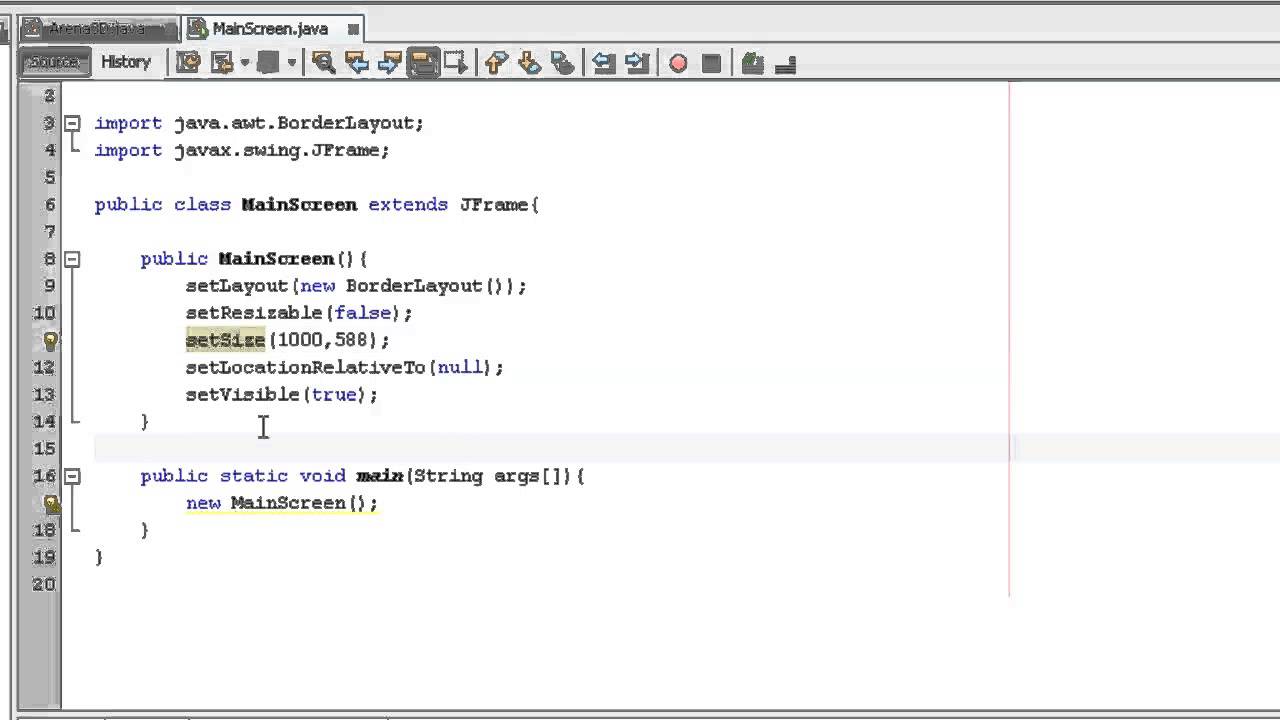 Arena3D.java MainScreen.java
Source History
2
3 import java.awt.BorderLayout;
4 import javax.swing.JFrame;
5
6 public class MainScreen extends JFrame{
7
8 public MainScreen(){
9 setLayout(new BorderLayout());
10 setResizable(false);
setSize(1000,588);
12 setLocationRelativeTo(null);
13 setVisible(true);
14 }
15
16 public static void main(String args[]){
new MainScreen();
18 }
19 }
20